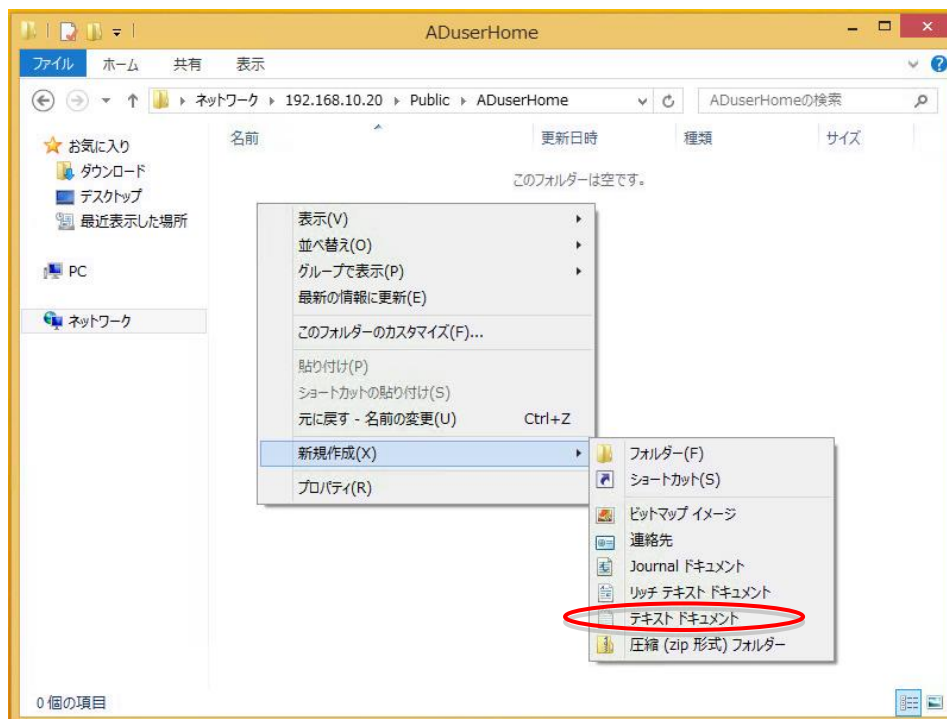 ADuserHome
ファイル ホーム 共有 表示
ネットワーク 192.168.10.20 Public ADuserHome ADuserHomeの検索
名前 更新日時 種類 サイズ
このフォルダーは空です。
お気に入り
ダウンロード
デスクトップ
最近表示した場所
PC
ネットワーク
表示(V)
並べ替え(O)
グループで表示(P)
最新の情報に更新(E)
このフォルダーのカスタマイズ(F)...
貼り付け(P)
ショートカットの貼り付け(S)
元に戻す - 名前の変更(U) Ctrl+Z
新規作成(X)
プロパティ(R)
フォルダー(F)
ショートカット(S)
ビットマップ イメージ
連絡先
Journal ドキュメント
リッチ テキスト ドキュメント
テキスト ドキュメント
圧縮 (zip 形式) フォルダー
0 個の項目